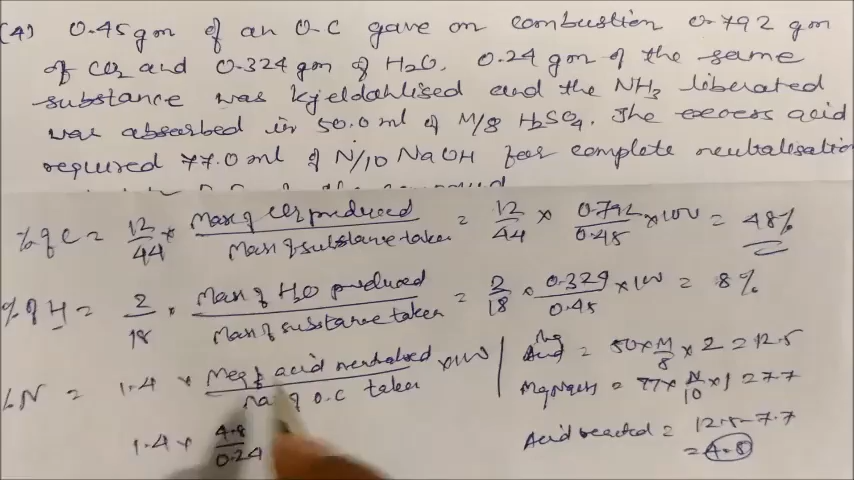 (4) 0.45 gm of an O.C gave on combustion 0.792 gm
of CO2 and 0.324 gm of H2O. 0.24 gm of the same
substance was kjeldahlised and the NH3 liberated
was absorbed in 50.0 ml of M/8 H2SO4. The excess acid
required 77.0 ml of N/10 NaOH for complete neutralisation
% of C = 12/44 × Mass of CO2 produced / Mass of substance taken = 12/44 × 0.792/0.45 × 100 = 48%
% of H = 2/18 × Mass of H2O produced / Mass of substance taken = 2/18 × 0.324/0.45 × 100 = 8%
% N = 1.4 × Meq of acid neutralised / of O.C taken × 100
1.4 × 4.8/0.24
Meq Acid = 50 × M/8 × 2 = 12.5
= 77 × N/10 × 1 = 7.7
Acid reacted = 12.5 - 7.7
= 4.8